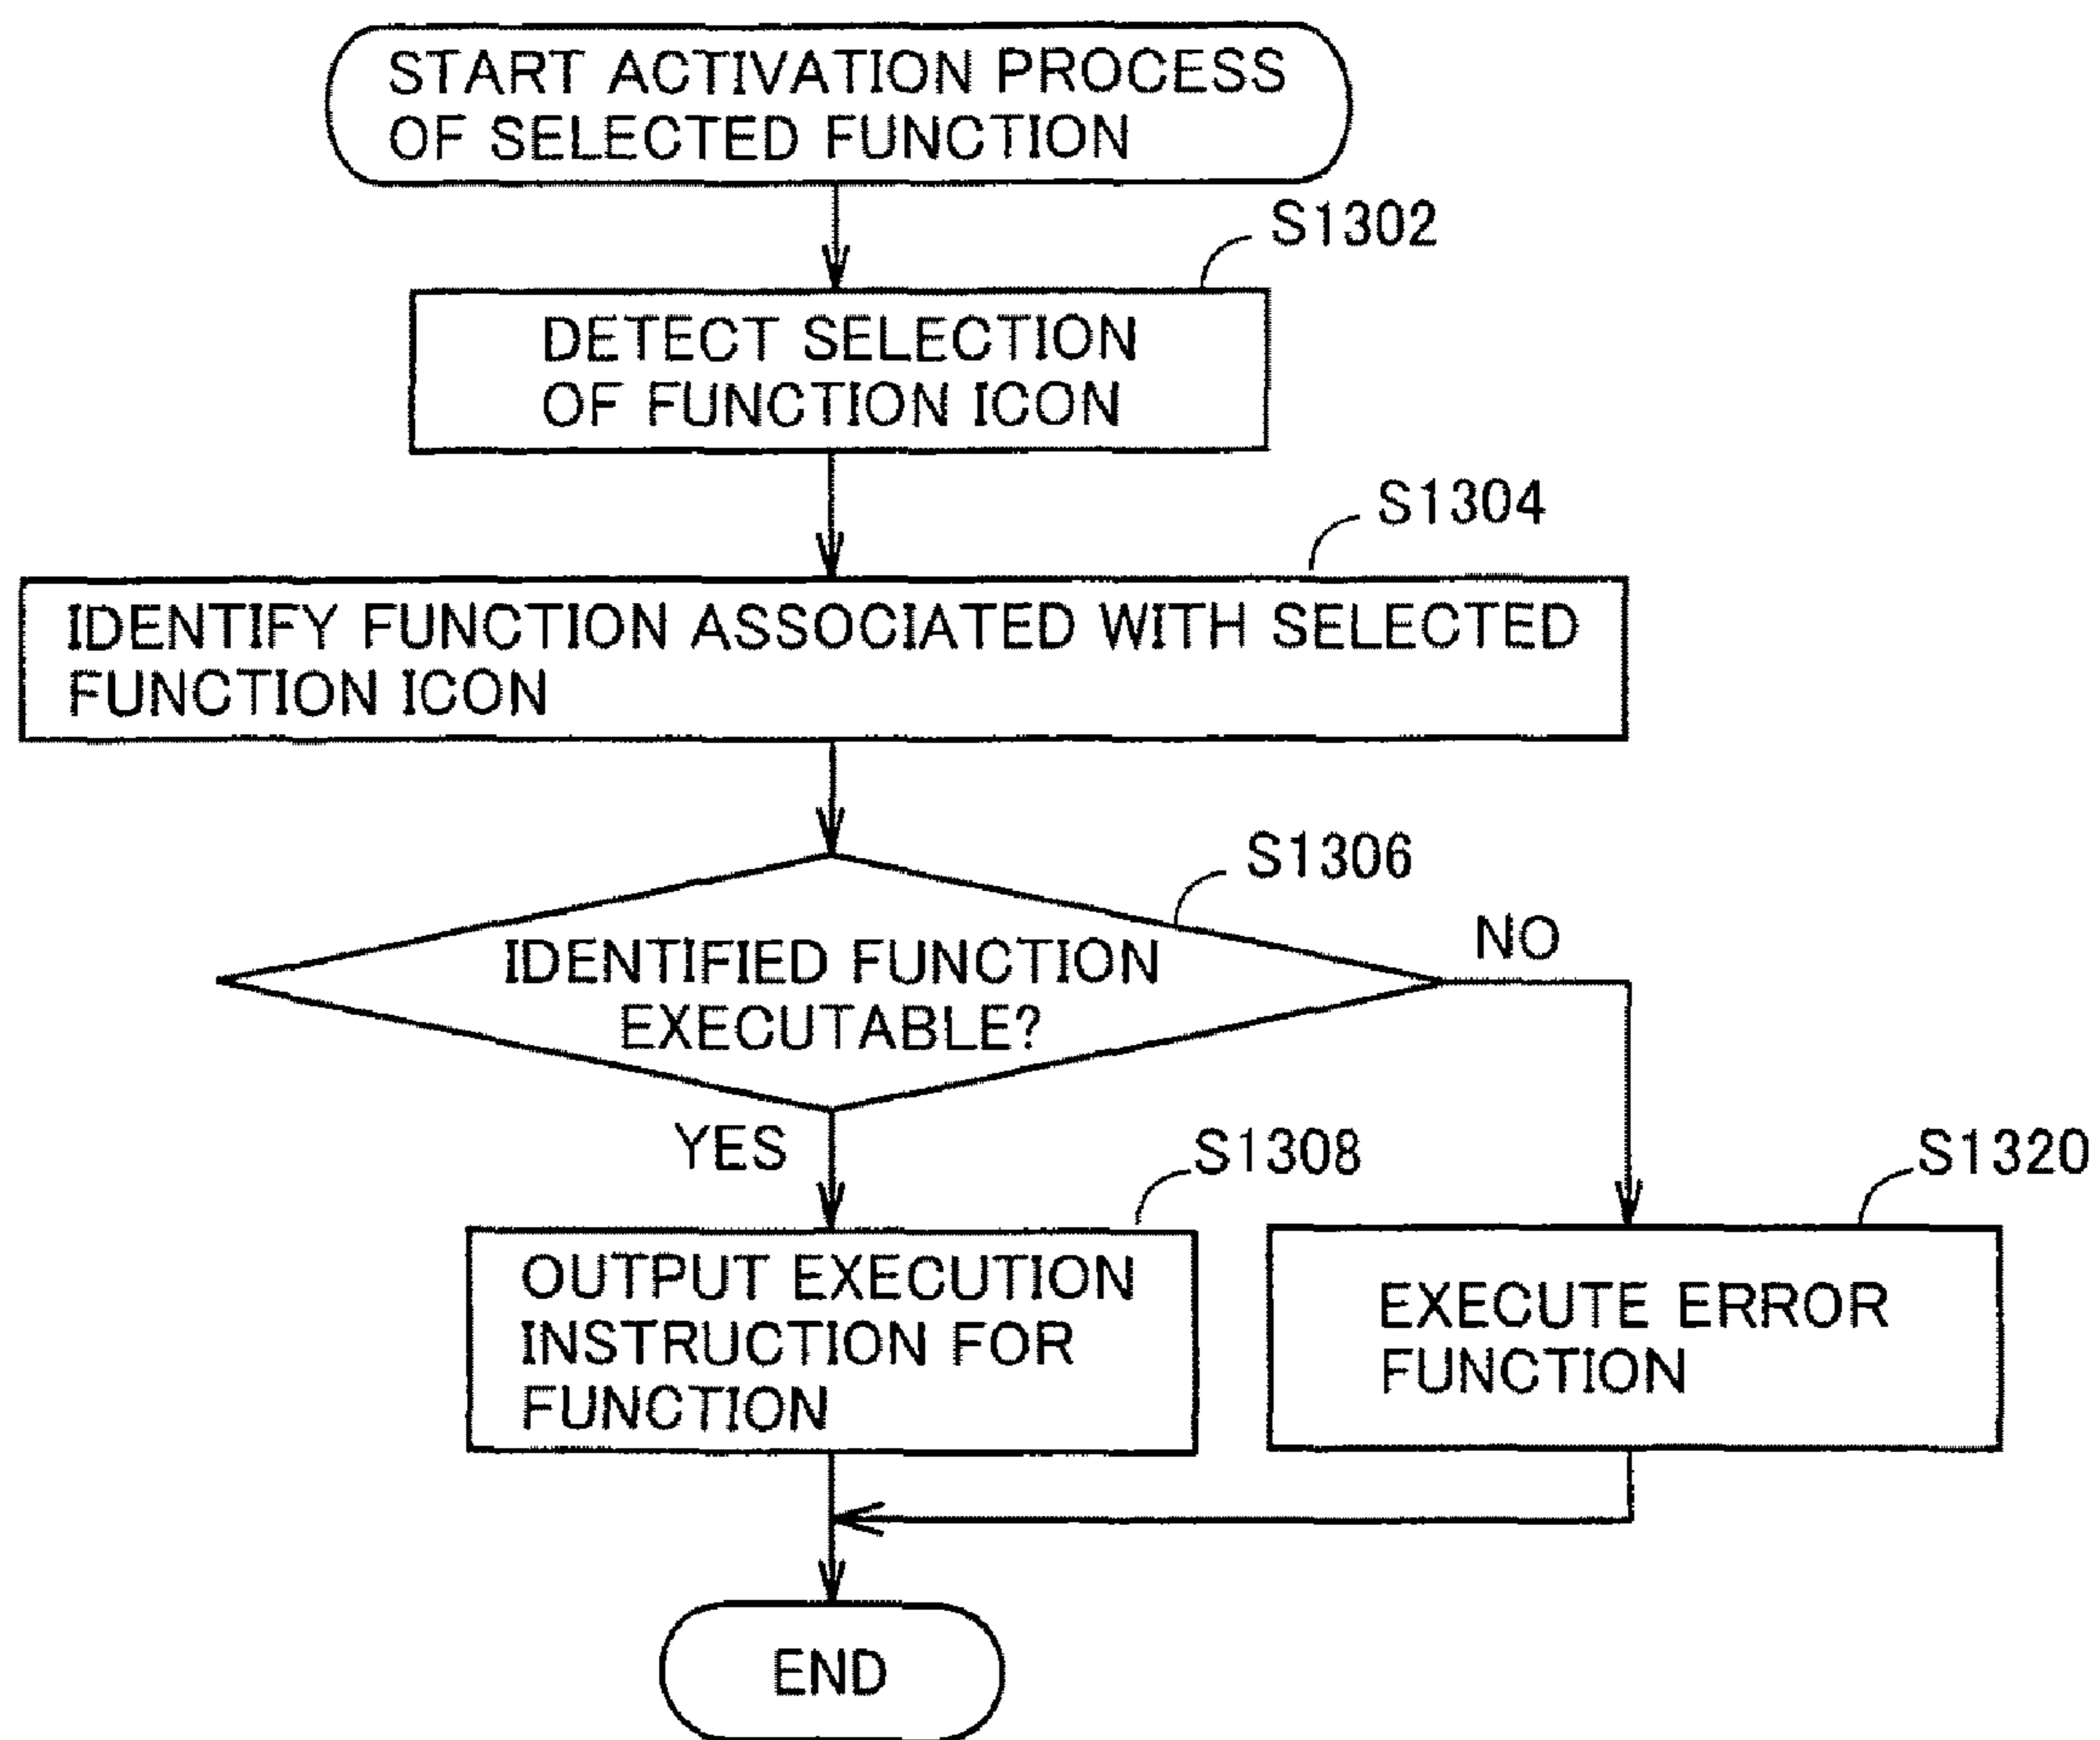 START ACTIVATION PROCESS
OF SELECTED FUNCTION
S1302
DETECT SELECTION
OF FUNCTION ICON
S1304
IDENTIFY FUNCTION ASSOCIATED WITH SELECTED
FUNCTION ICON
S1306
IDENTIFIED FUNCTION
EXECUTABLE?
NO
YES
S1308
OUTPUT EXECUTION
INSTRUCTION FOR
FUNCTION
S1320
EXECUTE ERROR
FUNCTION
END